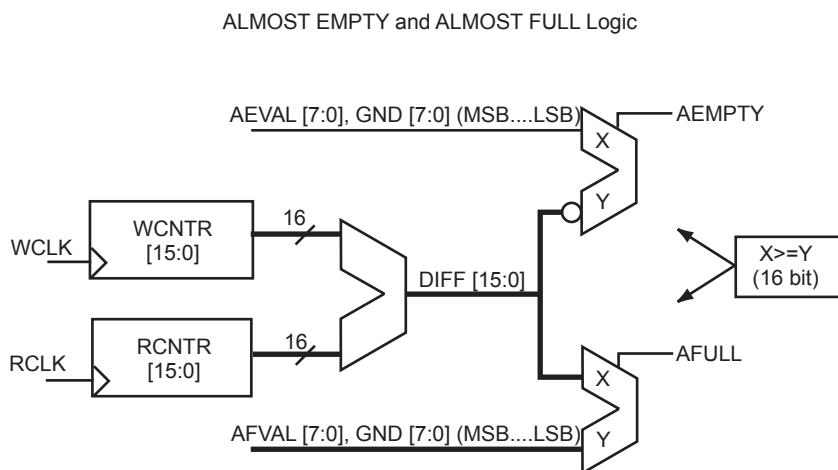 ALMOST EMPTY and ALMOST FULL Logic
AEVAL [7:0], GND [7:0] (MSB....LSB)
AEMPTY
X
Y
WCNTR
[15:0]
16
WCLK
DIFF [15:0]
X>=Y
(16 bit)
RCNTR
[15:0]
16
RCLK
AFULL
X
Y
AFVAL [7:0], GND [7:0] (MSB....LSB)